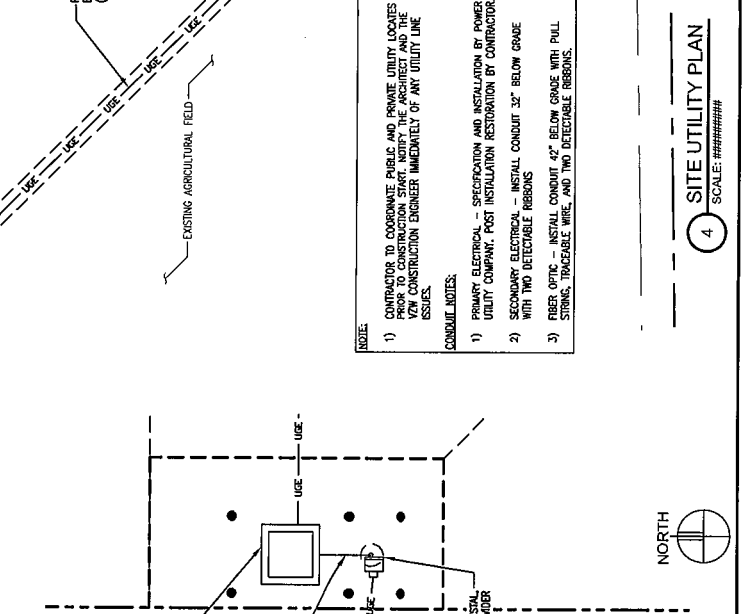 UGE
UGE
UGE
UGE
UGE
EXISTING AGRICULTURAL FIELD
NOTE:
1) CONTRACTOR TO COORDINATE PUBLIC AND PRIVATE UTILITY LOCATES
PRIOR TO CONSTRUCTION START. NOTIFY THE ARCHITECT AND THE
VZW CONSTRUCTION ENGINEER IMMEDIATELY OF ANY UTILITY LINE
ISSUES.
CONDUIT NOTES:
1) PRIMARY ELECTRICAL – SPECIFICATION AND INSTALLATION BY POWER
UTILITY COMPANY. POST INSTALLATION RESTORATION BY CONTRACTOR
2) SECONDARY ELECTRICAL – INSTALL CONDUIT 32" BELOW GRADE
WITH TWO DETECTABLE RIBBONS
3) FIBER OPTIC – INSTALL CONDUIT 42" BELOW GRADE WITH PULL
STRING, TRACEABLE WIRE, AND TWO DETECTABLE RIBBONS.
UGE
UGE
UGE
NORTH
4
SITE UTILITY PLAN
SCALE: #########